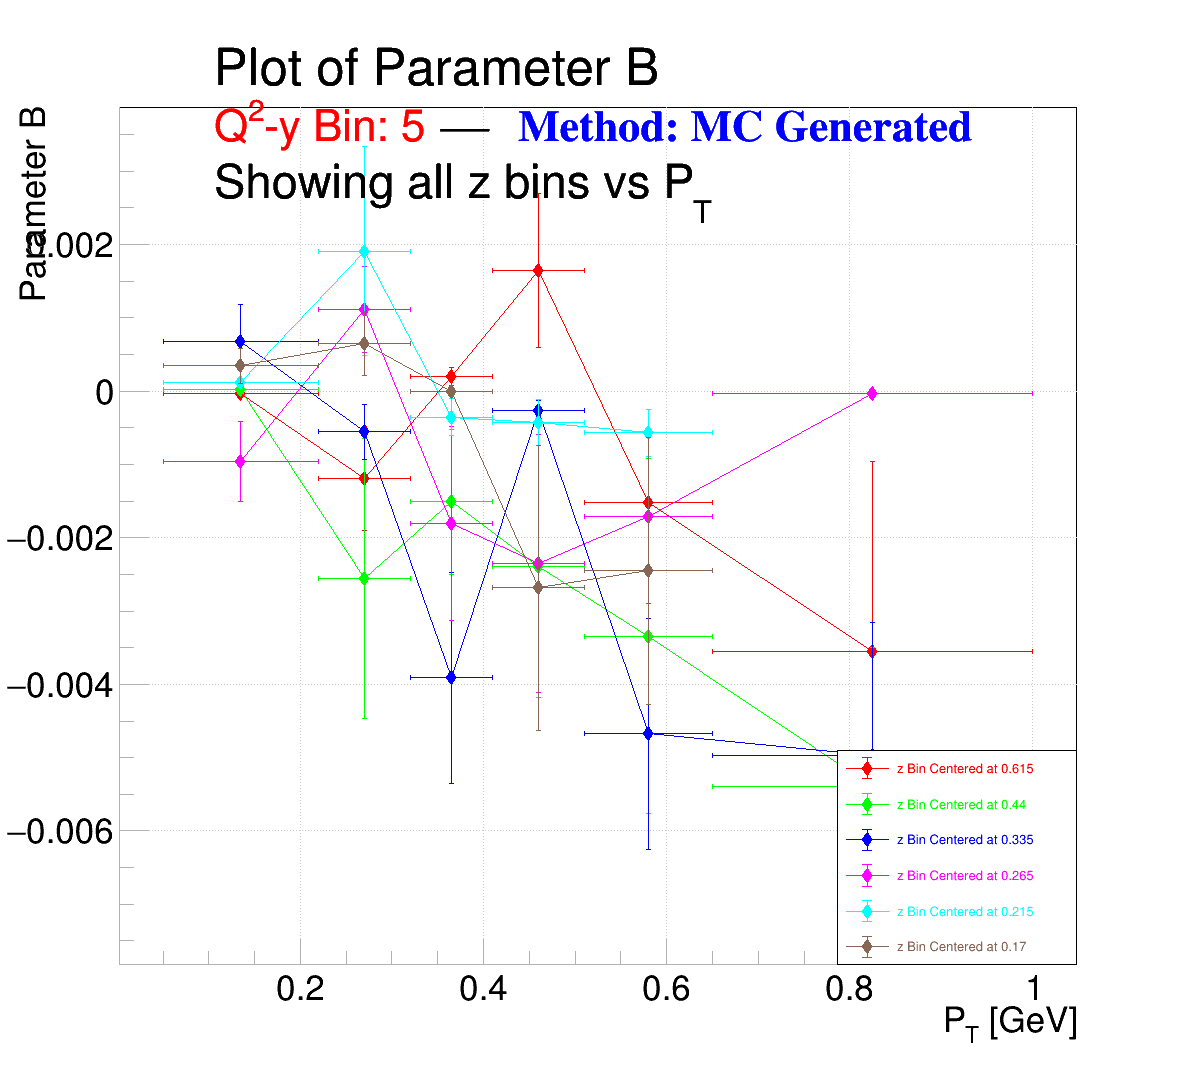 Plot of Parameter B
Q²-y Bin: 5 — Method: MC Generated
Showing all z bins vs P_T
Parameter B
0.002
0
−0.002
−0.004
−0.006
z Bin Centered at 0.615
z Bin Centered at 0.44
z Bin Centered at 0.335
z Bin Centered at 0.265
z Bin Centered at 0.215
z Bin Centered at 0.17
0.2 0.4 0.6 0.8 1
P_T [GeV]